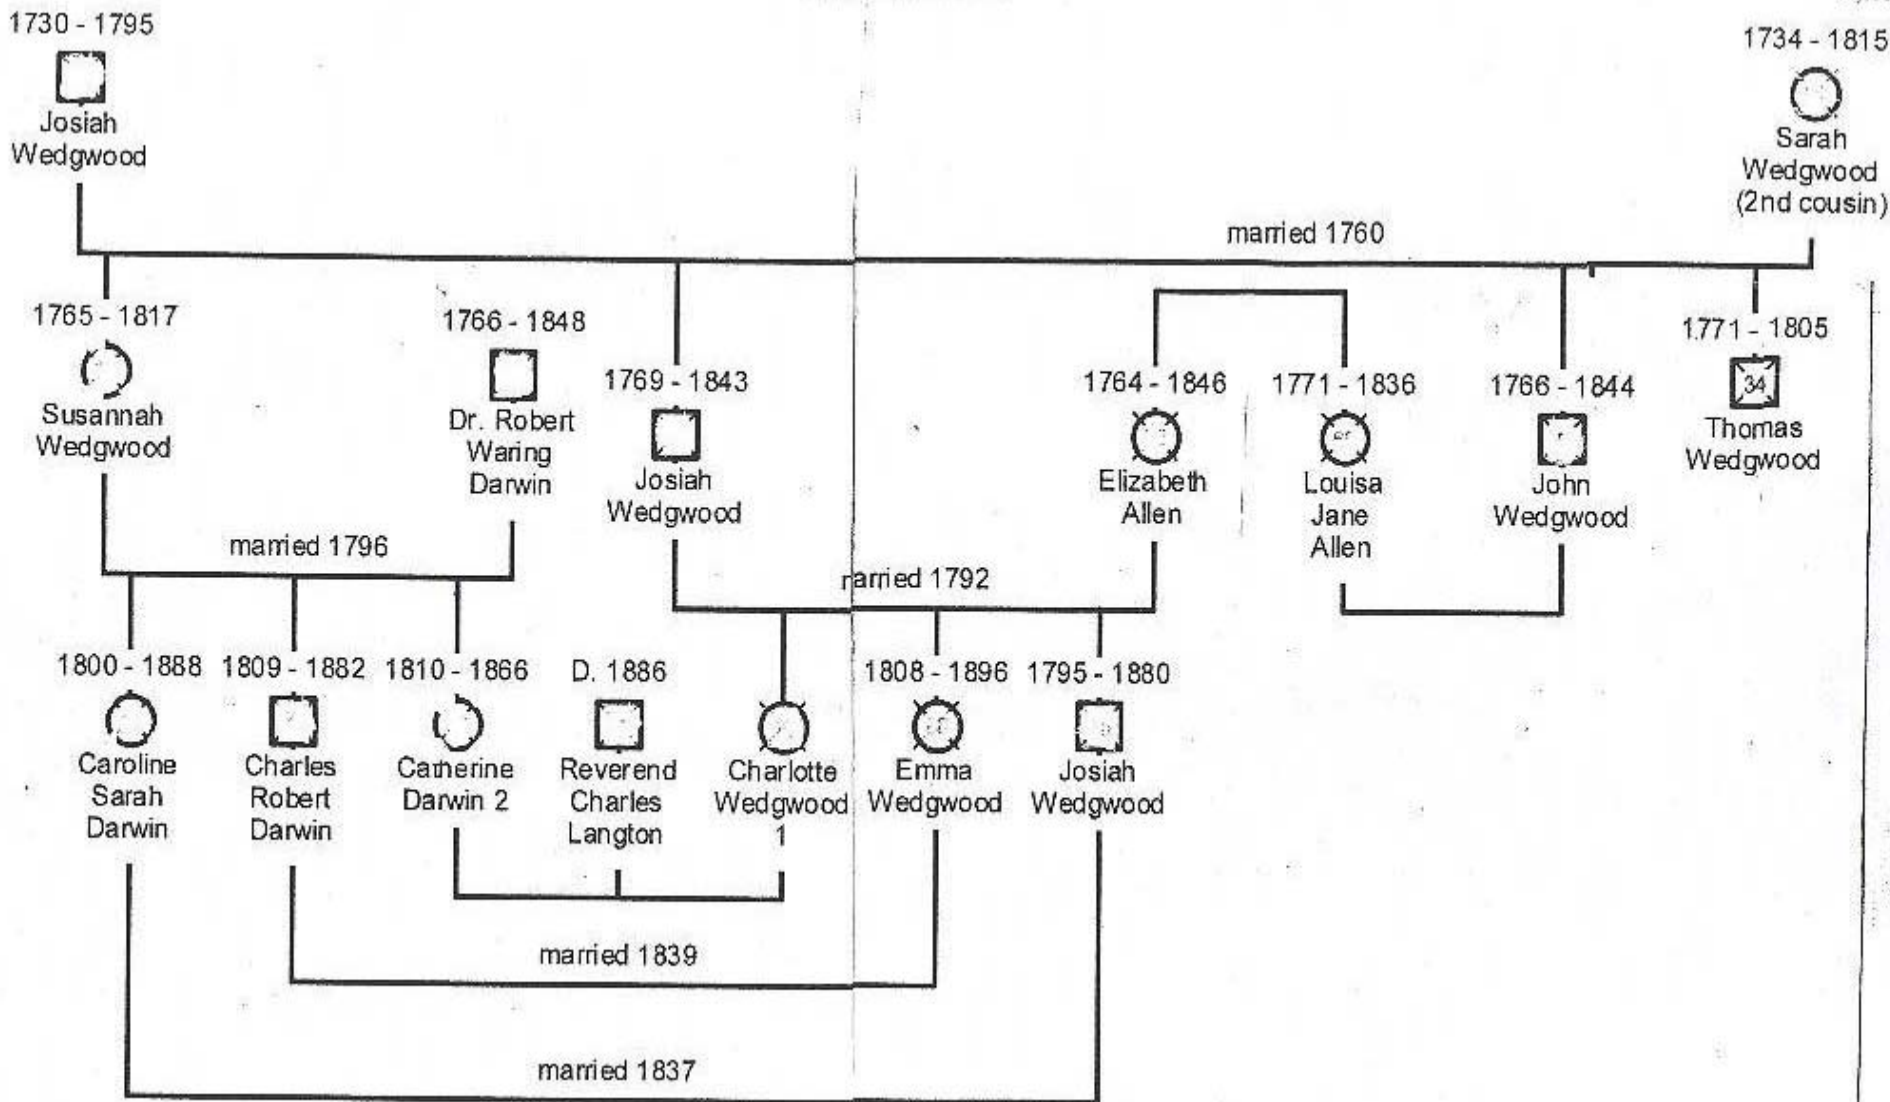 1730 - 1795
Josiah
Wedgwood
1734 - 1815
Sarah
Wedgwood
(2nd cousin)
married 1760
1765 - 1817
Susannah
Wedgwood
1766 - 1848
Dr. Robert
Waring
Darwin
1769 - 1843
Josiah
Wedgwood
1764 - 1846
Elizabeth
Allen
1771 - 1836
Louisa
Jane
Allen
1766 - 1844
John
Wedgwood
1771 - 1805
34
Thomas
Wedgwood
married 1796
married 1792
1800 - 1888
Caroline
Sarah
Darwin
1809 - 1882
Charles
Robert
Darwin
1810 - 1866
Catherine
Darwin 2
D. 1886
Reverend
Charles
Langton
Charlotte
Wedgwood
1
1808 - 1896
Emma
Wedgwood
1795 - 1880
Josiah
Wedgwood
married 1839
married 1837